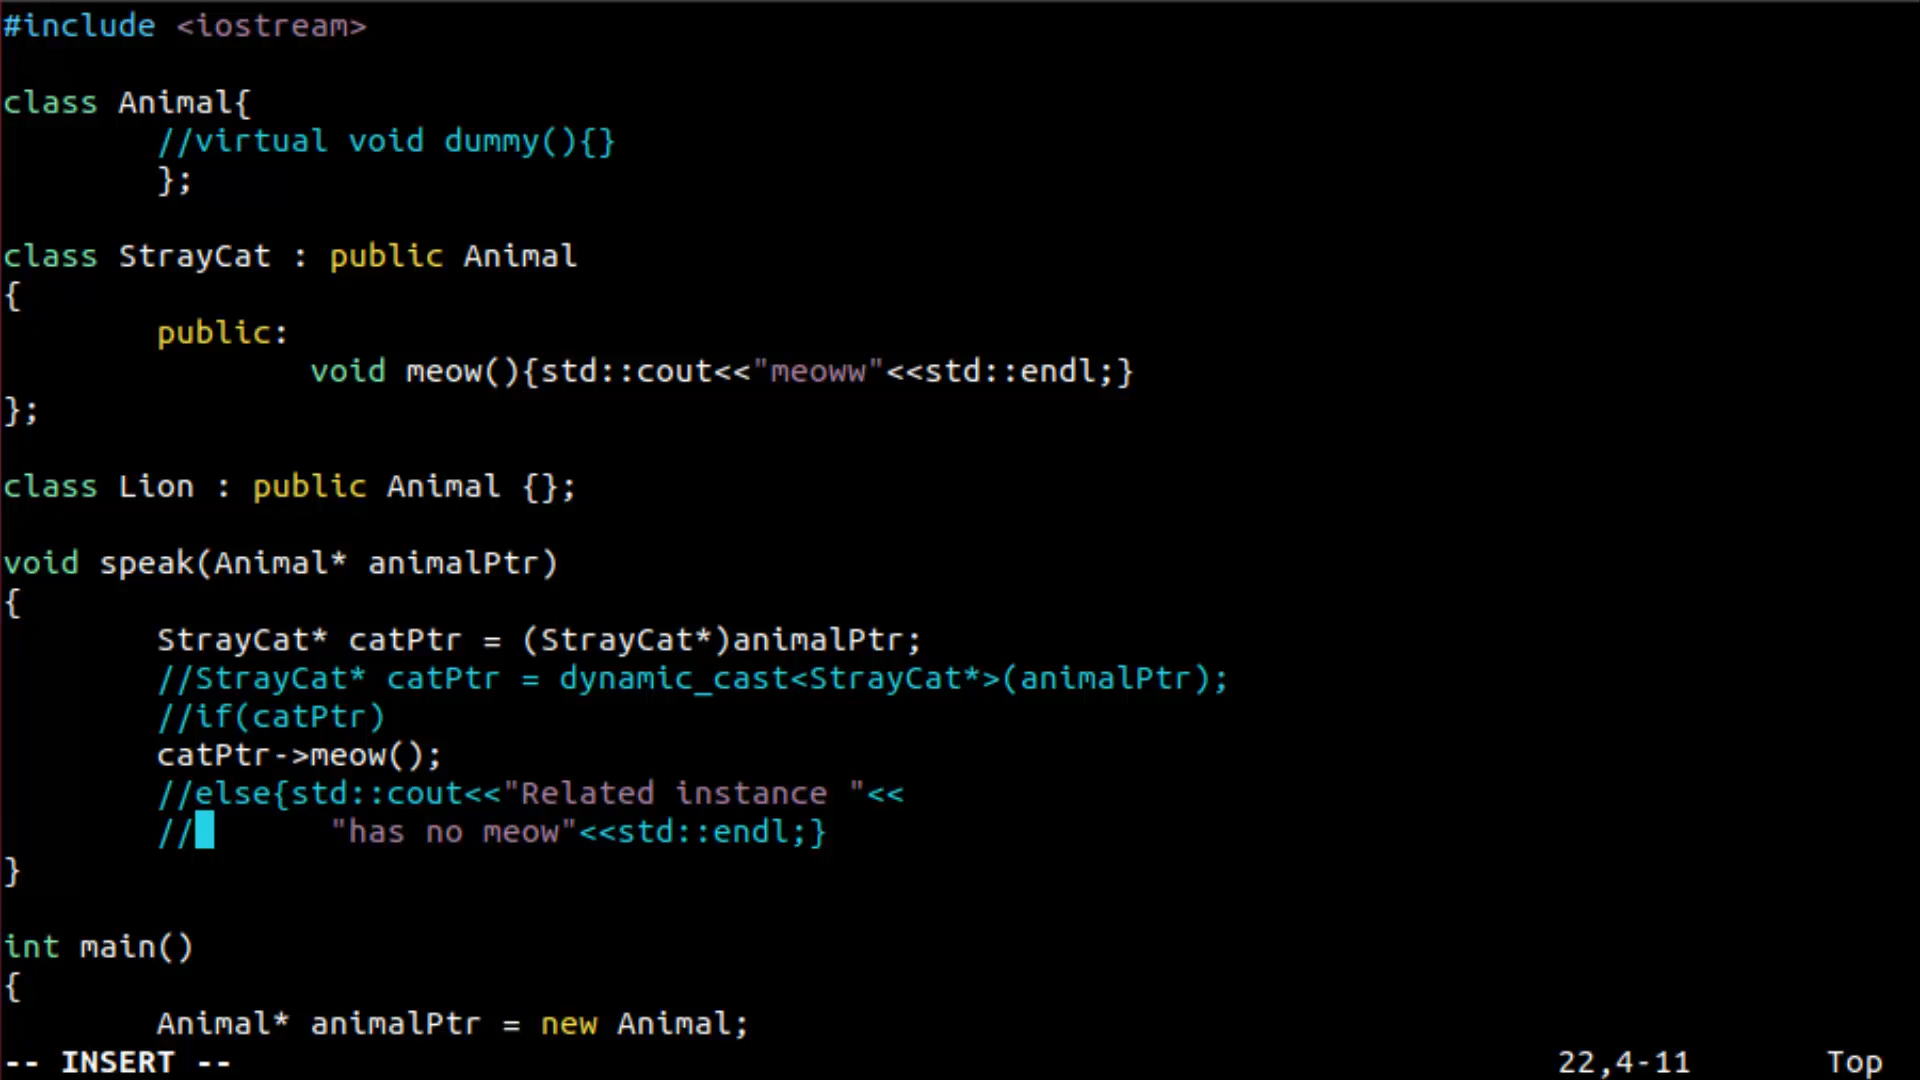 #include <iostream>

class Animal{
        //virtual void dummy(){}
        };

class StrayCat : public Animal
{
        public:
                void meow(){std::cout<<"meoww"<<std::endl;}
};

class Lion : public Animal {};

void speak(Animal* animalPtr)
{
        StrayCat* catPtr = (StrayCat*)animalPtr;
        //StrayCat* catPtr = dynamic_cast<StrayCat*>(animalPtr);
        //if(catPtr)
        catPtr->meow();
        //else{std::cout<<"Related instance "<<
        //       "has no meow"<<std::endl;}
}

int main()
{
        Animal* animalPtr = new Animal;
-- INSERT --                                                                     22,4-11       Top